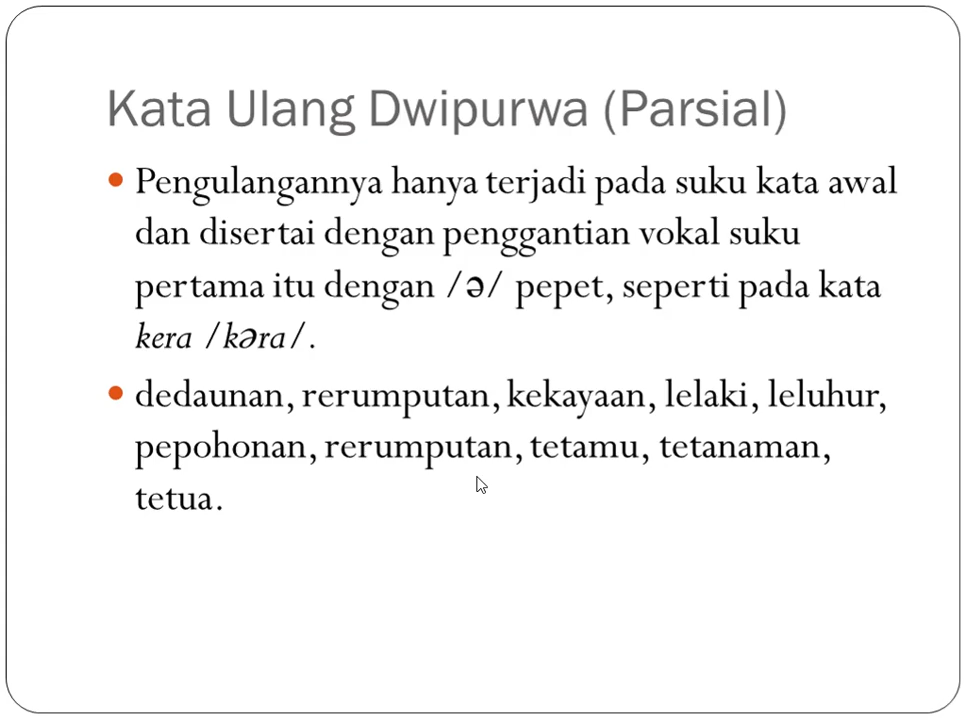 Kata Ulang Dwipurwa (Parsial)
• Pengulangannya hanya terjadi pada suku kata awal
dan disertai dengan penggantian vokal suku
pertama itu dengan /ə/ pepet, seperti pada kata
kera /kəra/.
• dedaunan, rerumputan, kekayaan, lelaki, leluhur,
pepohonan, rerumputan, tetamu, tetanaman,
tetua.